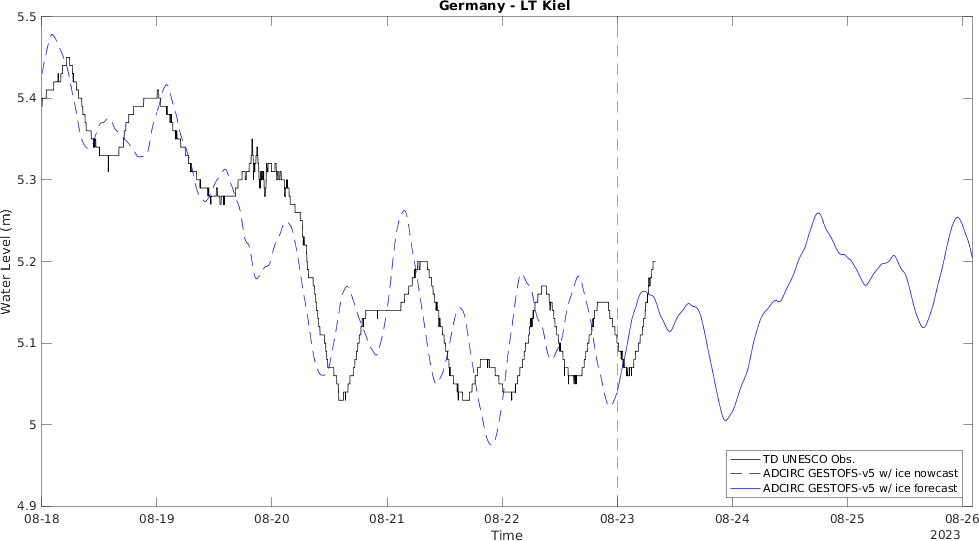 Germany - LT Kiel
5.5
5.4
5.3
5.2
5.1
5
4.9
Water Level (m)
08-18 08-19 08-20 08-21 08-22 08-23 08-24 08-25 08-26
Time
2023
TD UNESCO Obs.
ADCIRC GESTOFS-v5 w/ ice nowcast
ADCIRC GESTOFS-v5 w/ ice forecast